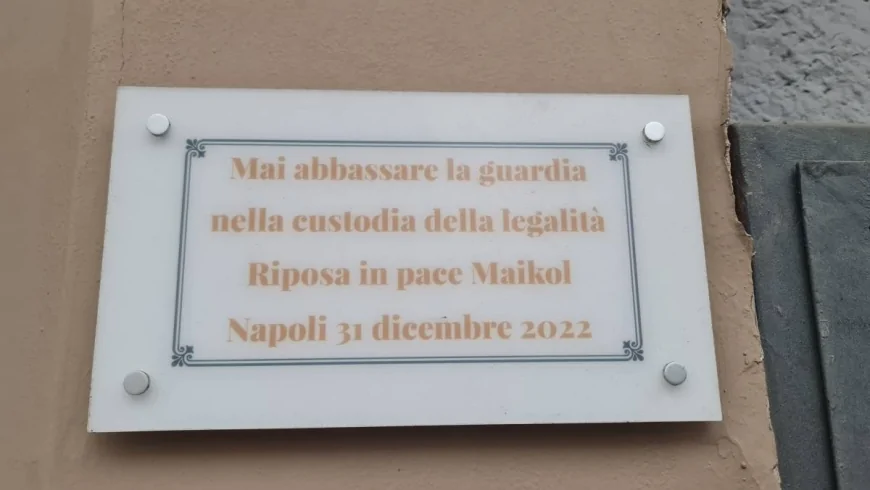 Mai abbassare la guardia
nella custodia della legalità
Riposa in pace Maikol
Napoli 31 dicembre 2022